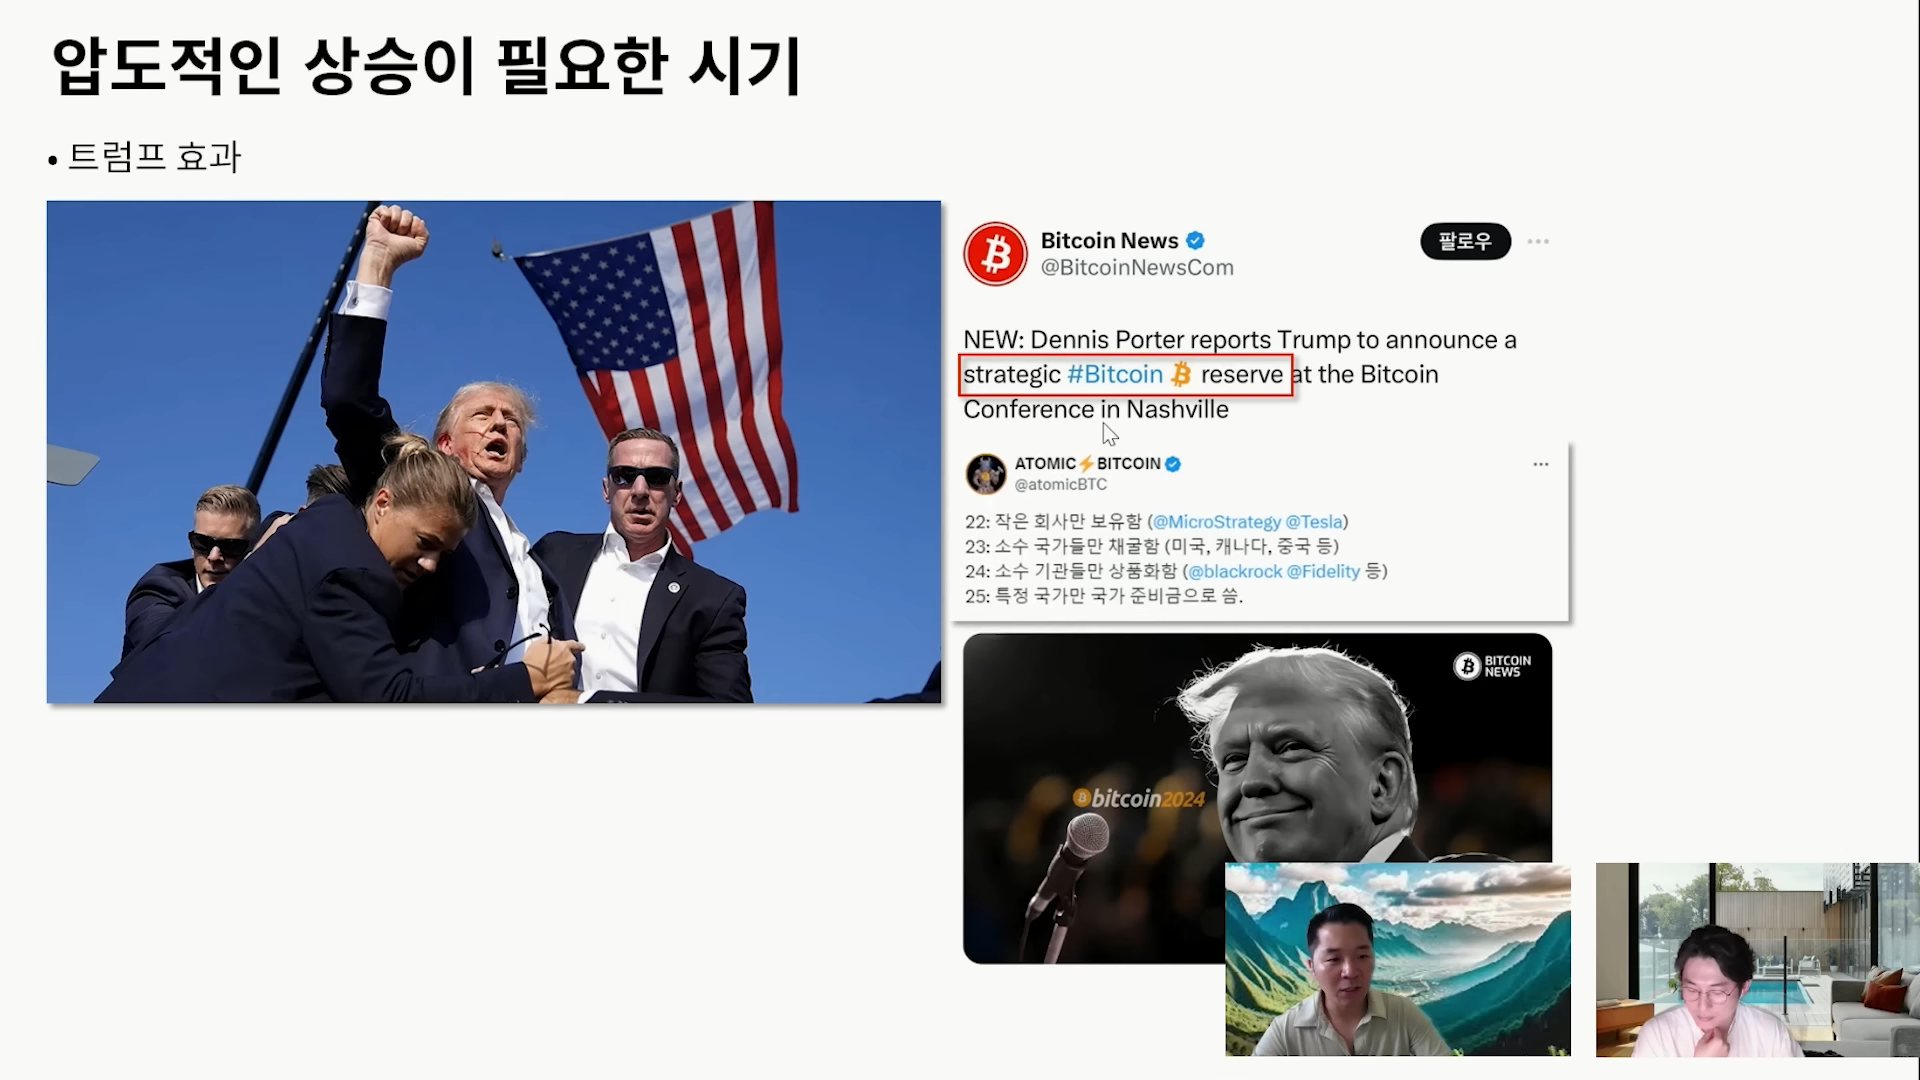 압도적인 상승이 필요한 시기
• 트럼프 효과
Bitcoin News
@BitcoinNewsCom
팔로우
NEW: Dennis Porter reports Trump to announce a
strategic #Bitcoin reserve at the Bitcoin
Conference in Nashville
ATOMIC⚡BITCOIN
@atomicBTC
22: 작은 회사만 보유함 (@MicroStrategy @Tesla)
23: 소수 국가들만 채굴함 (미국, 캐나다, 중국 등)
24: 소수 기관들만 상품화함 (@blackrock @Fidelity 등)
25: 특정 국가만 국가 준비금으로 씀.
BITCOIN
NEWS
bitcoin2024